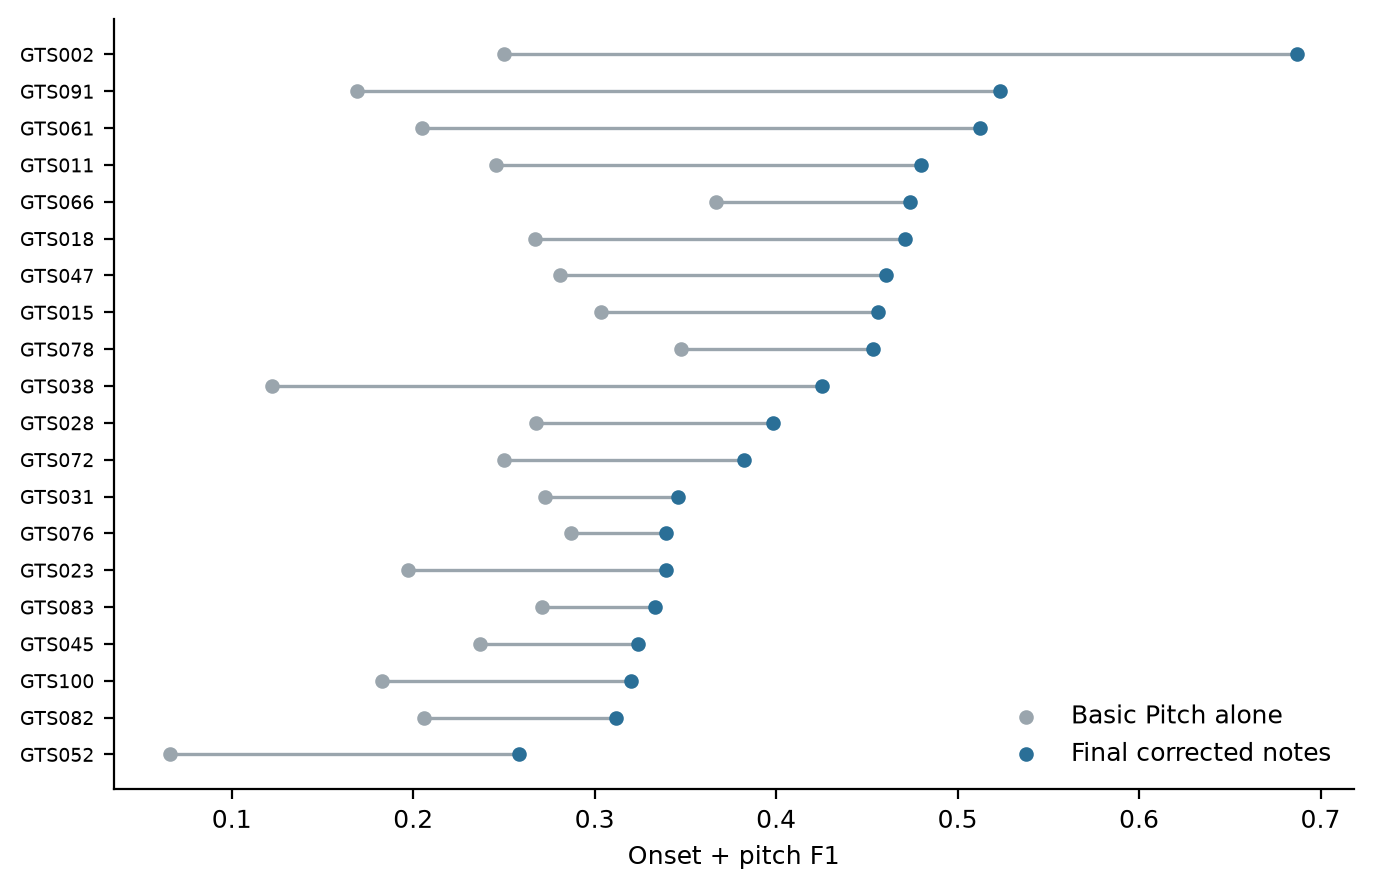 GTS002
GTS091
GTS061
GTS011
GTS066
GTS018
GTS047
GTS015
GTS078
GTS038
GTS028
GTS072
GTS031
GTS076
GTS023
GTS083
GTS045
GTS100
GTS082
GTS052
Basic Pitch alone
Final corrected notes
0.1 0.2 0.3 0.4 0.5 0.6 0.7
Onset + pitch F1